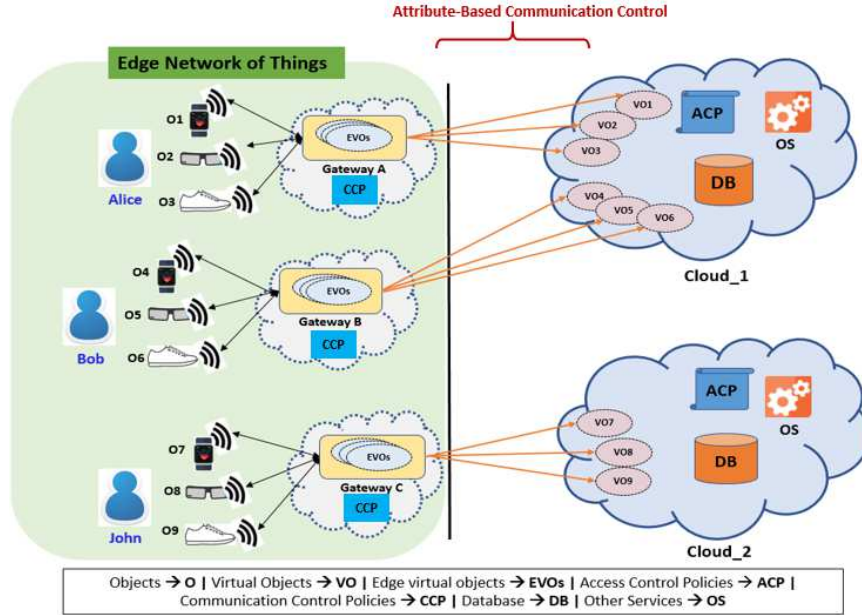 Attribute-Based Communication Control
Edge Network of Things
O1
O2
O3
Alice
EVOs
Gateway A
CCP
VO1
VO2
VO3
ACP
OS
DB
VO4
VO5
VO6
Cloud_1
O4
O5
O6
Bob
EVOs
Gateway B
CCP
O7
O8
O9
John
EVOs
Gateway C
CCP
VO7
VO8
VO9
ACP
OS
DB
Cloud_2
Objects → O | Virtual Objects → VO | Edge virtual objects → EVOs | Access Control Policies → ACP |
Communication Control Policies → CCP | Database → DB | Other Services → OS